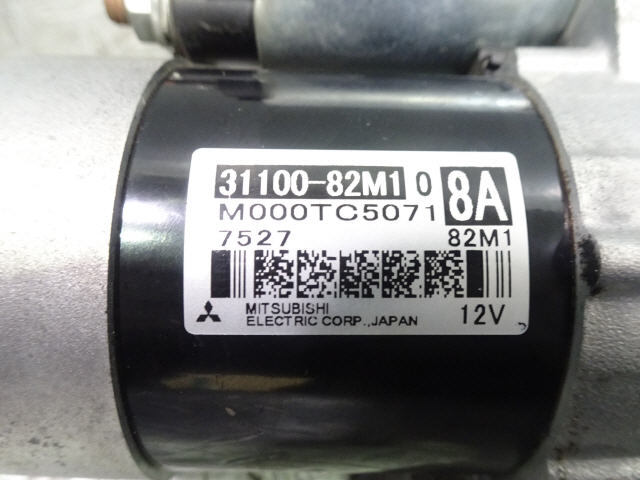 31100-82M1 0 8A
M000TC5071
7527 82M1
MITSUBISHI
ELECTRIC CORP.,JAPAN 12V